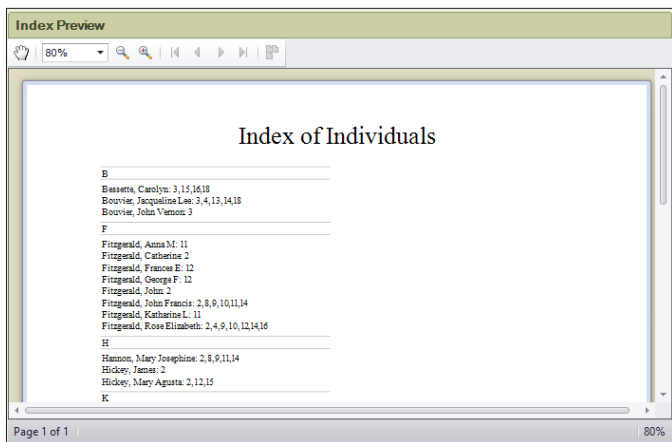 Index Preview
80%
Index of Individuals
B
Bessette, Carolyn: 3,15,16,18
Bouvier, Jacqueline Lee: 3,4,13,14,18
Bouvier, John Vernon: 3
F
Fitzgerald, Anna M: 11
Fitzgerald, Catherine: 2
Fitzgerald, Frances E: 12
Fitzgerald, George F: 12
Fitzgerald, John: 2
Fitzgerald, John Francis: 2,8,9,10,11,14
Fitzgerald, Katharine L: 11
Fitzgerald, Rose Elizabeth: 2,4,9,10,12,14,16
H
Hannon, Mary Josephine: 2,8,9,11,14
Hickey, James: 2
Hickey, Mary Agusta: 2,12,15
K
Page 1 of 1 80%